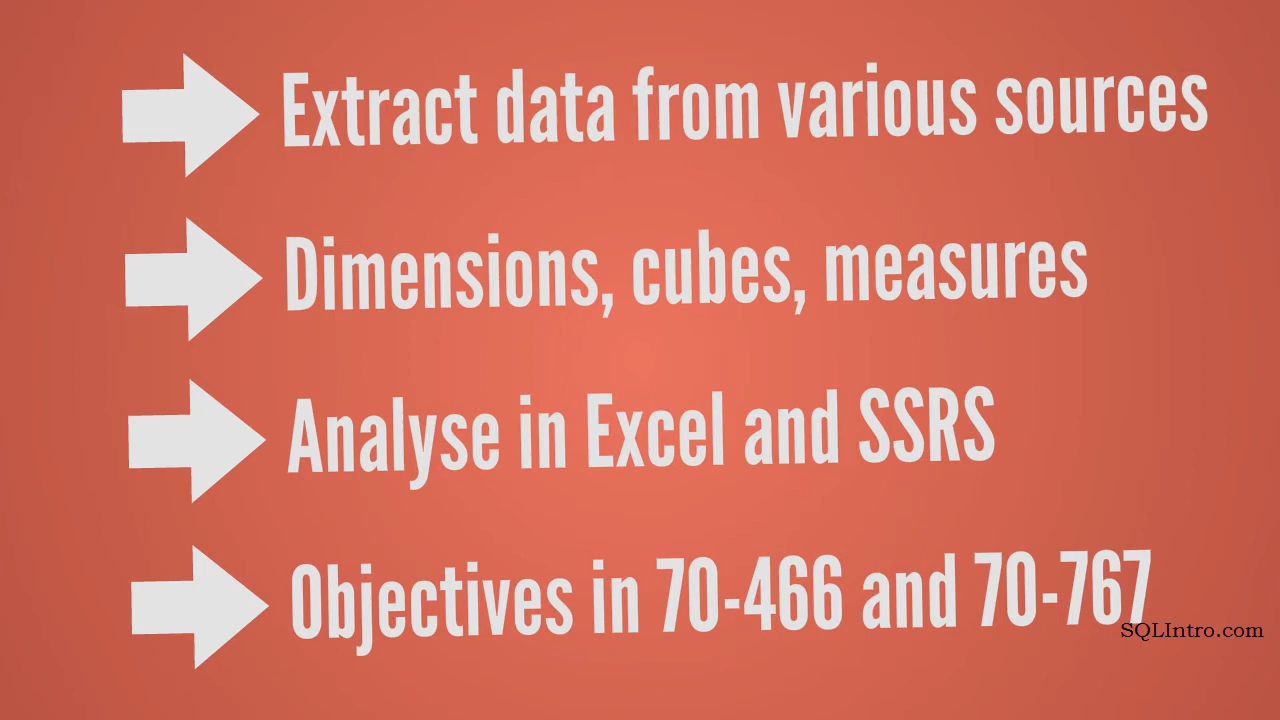 Extract data from various sources
Dimensions, cubes, measures
Analyse in Excel and SSRS
Objectives in 70-466 and 70-767
SQLIntro.com